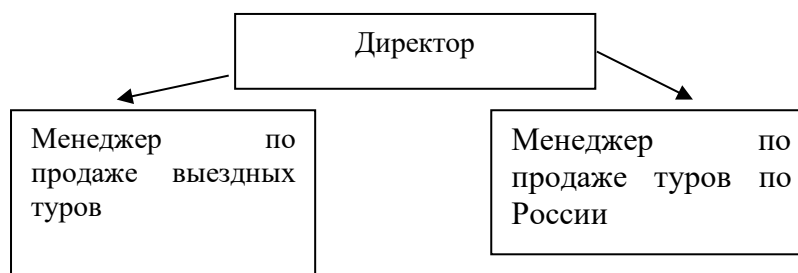 Директор
Менеджер по
продаже выездных
туров
Менеджер по
продаже туров по
России